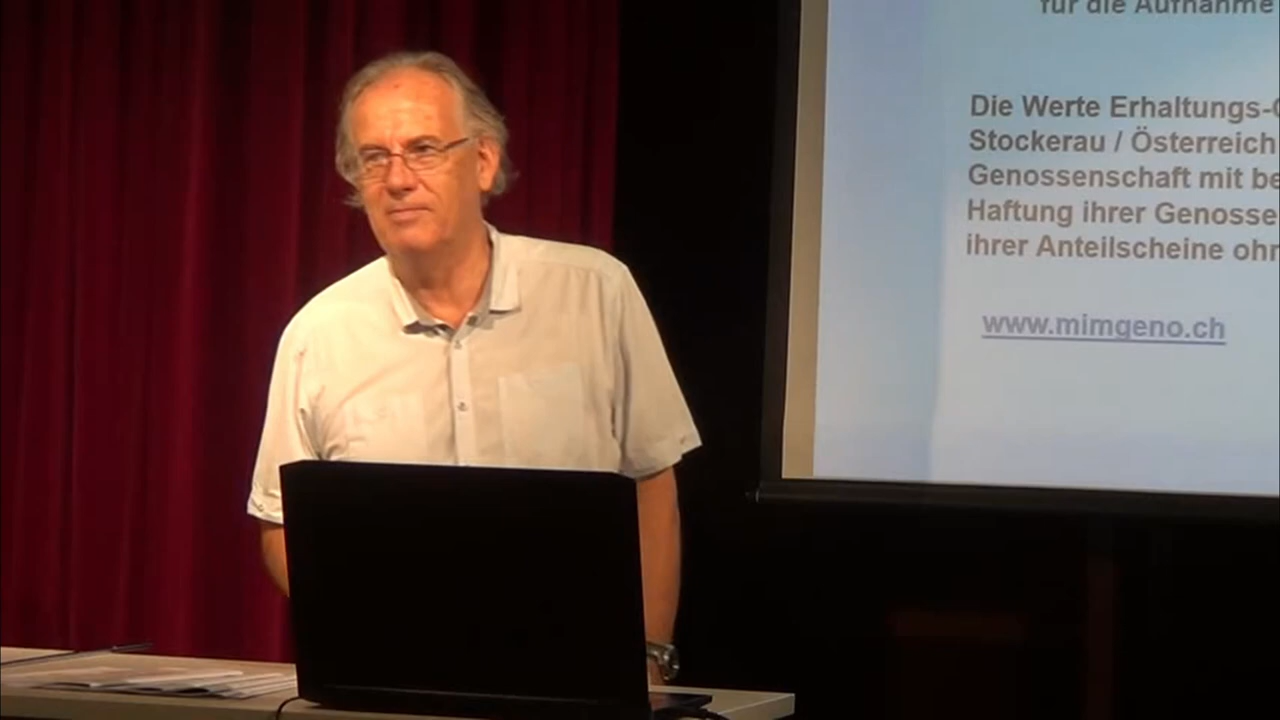 für die Aufnahme
Die Werte Erhaltungs-
Stockerau / Österreich
Genossenschaft mit be
Haftung ihrer Genosse
ihrer Anteilscheine ohn
www.mimgeno.ch